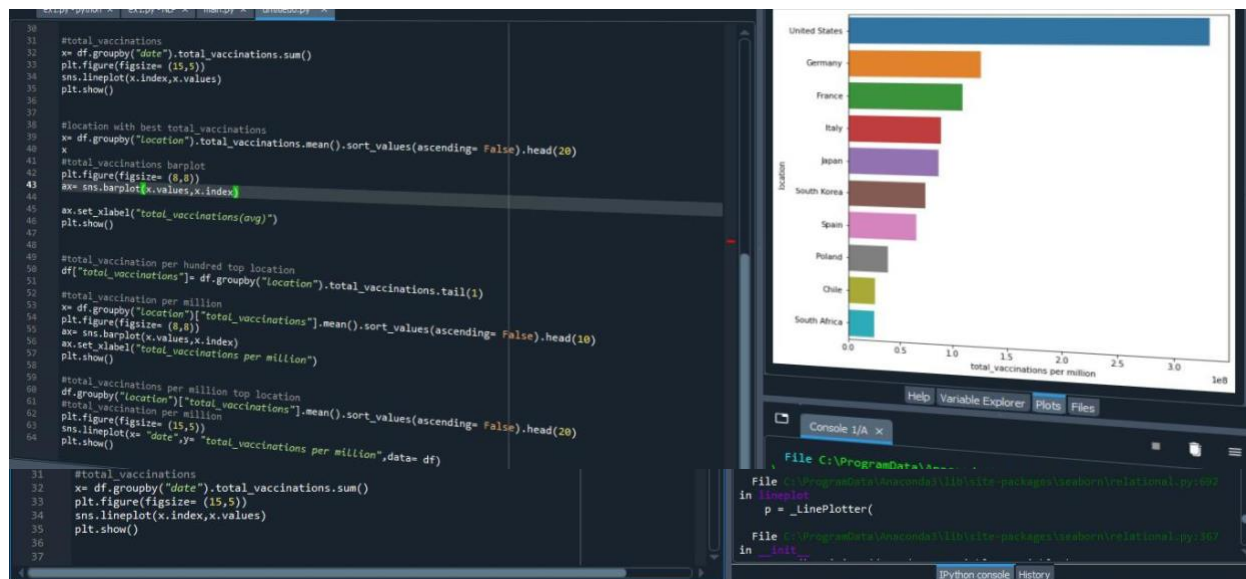 main.py
30
31 #total_vaccinations
32 x= df.groupby("date").total_vaccinations.sum()
33 plt.figure(figsize= (15,5))
34 sns.lineplot(x.index,x.values)
35 plt.show()
36
37
38 #location with best total_vaccinations
39 x= df.groupby("Location").total_vaccinations.mean().sort_values(ascending= False).head(20)
40 x
41 #total_vaccinations barplot
42 plt.figure(figsize= (8,8))
43 ax= sns.barplot(x.values,x.index)
44
45 ax.set_xlabel("total_vaccinations(avg)")
46 plt.show()
47
48
49 #total_vaccination per hundred top location
50 df["total_vaccinations"]= df.groupby("Location").total_vaccinations.tail(1)
51
52 #total_vaccination per million
53 x= df.groupby("Location")["total_vaccinations"].mean().sort_values(ascending= False).head(10)
54 plt.figure(figsize= (8,8))
55 ax= sns.barplot(x.values,x.index)
56 ax.set_xlabel("total_vaccinations per million")
57 plt.show()
58
59 #total_vaccinations per million top location
60 df.groupby("Location")["total_vaccinations"].mean().sort_values(ascending= False).head(20)
61 #total_vaccination per million
62 plt.figure(figsize= (15,5))
63 sns.lineplot(x= "date",y= "total_vaccinations per million",data= df)
64 plt.show()
31 #total_vaccinations
32 x= df.groupby("date").total_vaccinations.sum()
33 plt.figure(figsize= (15,5))
34 sns.lineplot(x.index,x.values)
35 plt.show()
36
37
location
United States
Germany
France
Italy
Japan
South Korea
Spain
Poland
Chile
South Africa
0.0 0.5 1.0 1.5 2.0 2.5 3.0
total_vaccinations per million
1e8
Help Variable Explorer Plots Files
Console 1/A
File C:\ProgramData\
File C:\ProgramData\Anaconda3\lib\site-packages\seaborn\relational.py:692
in lineplot
p = _LinePlotter(
File C:\ProgramData\Anaconda3\lib\site-packages\seaborn\relational.py:367
in __init__
IPython console History